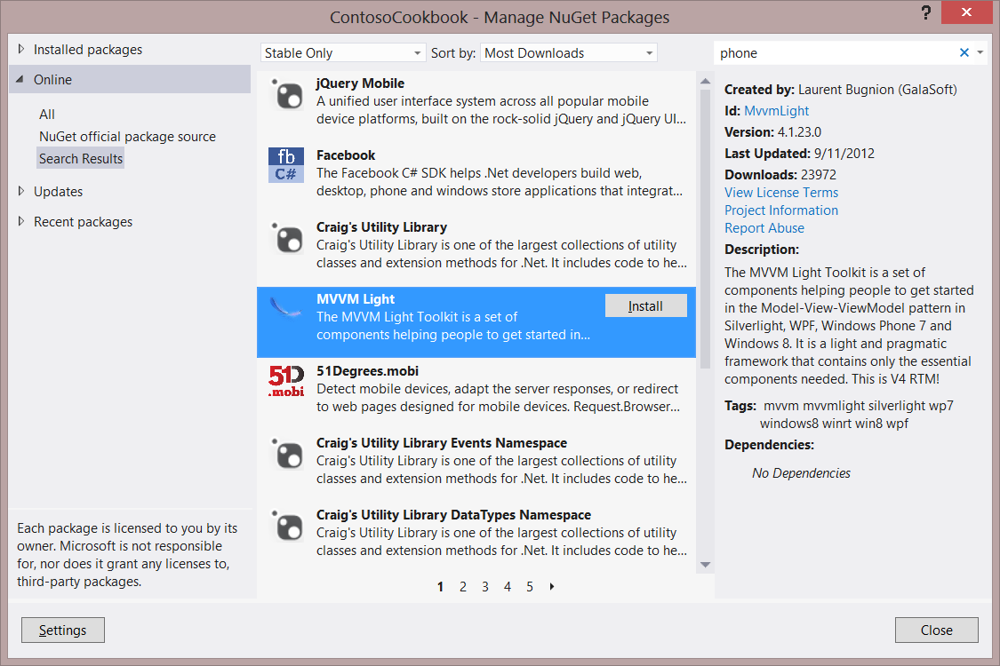 ContosoCookbook - Manage NuGet Packages
?
Installed packages
Online
All
NuGet official package source
Search Results
Updates
Recent packages
Each package is licensed to you by its
owner. Microsoft is not responsible
for, nor does it grant any licenses to,
third-party packages.
Stable Only
Sort by: Most Downloads
jQuery Mobile
A unified user interface system across all popular mobile
device platforms, built on the rock-solid jQuery and jQuery UI...
fb
C#
Facebook
The Facebook C# SDK helps .Net developers build web,
desktop, phone and windows store applications that integrat...
Craig's Utility Library
Craig's Utility Library is one of the largest collections of utility
classes and extension methods for .Net. It includes code to he...
MVVM Light
The MVVM Light Toolkit is a set of
components helping people to get started in...
Install
51D
.mobi
51Degrees.mobi
Detect mobile devices, adapt the server responses, or redirect
to web pages designed for mobile devices. Request.Browser...
Craig's Utility Library Events Namespace
Craig's Utility Library is one of the largest collections of utility
classes and extension methods for .Net. It includes code to he...
Craig's Utility Library DataTypes Namespace
Craig's Utility Library is one of the largest collections of utility
classes and extension methods for .Net. It includes code to he...
1 2 3 4 5
phone
Created by: Laurent Bugnion (GalaSoft)
Id: MvvmLight
Version: 4.1.23.0
Last Updated: 9/11/2012
Downloads: 23972
View License Terms
Project Information
Report Abuse
Description:
The MVVM Light Toolkit is a set of
components helping people to get started
in the Model-View-ViewModel pattern in
Silverlight, WPF, Windows Phone 7 and
Windows 8. It is a light and pragmatic
framework that contains only the essential
components needed. This is V4 RTM!
Tags: mvvm mvvmlight silverlight wp7
windows8 winrt win8 wpf
Dependencies:
No Dependencies
Settings
Close